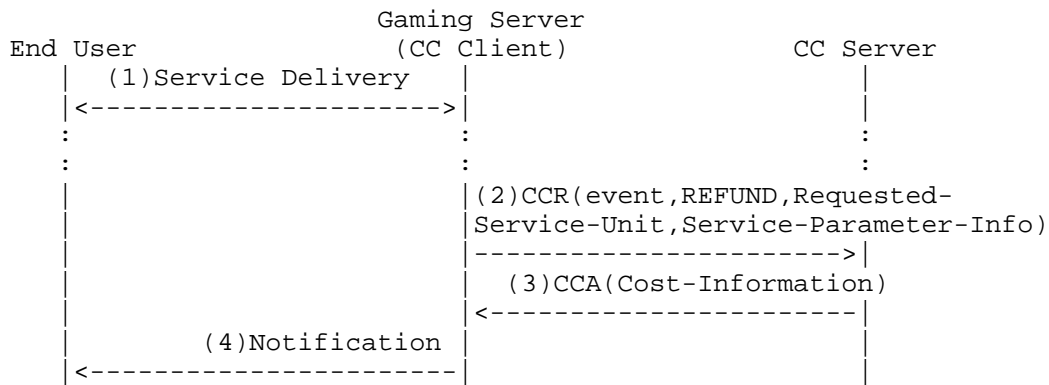 Gaming Server
End User (CC Client) CC Server
(1)Service Delivery
(2)CCR(event,REFUND,Requested-
Service-Unit,Service-Parameter-Info)
(3)CCA(Cost-Information)
(4)Notification